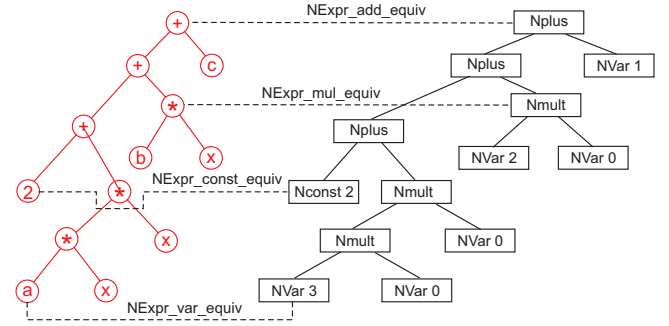 + NExpr_add_equiv Nplus
+ c Nplus NVar 1
* NExpr_mul_equiv Nmult
+ b x Nplus NVar 2 NVar 0
2 * NExpr_const_equiv Nconst 2 Nmult
* x Nmult NVar 0
a x NVar 3 NVar 0
NExpr_var_equiv